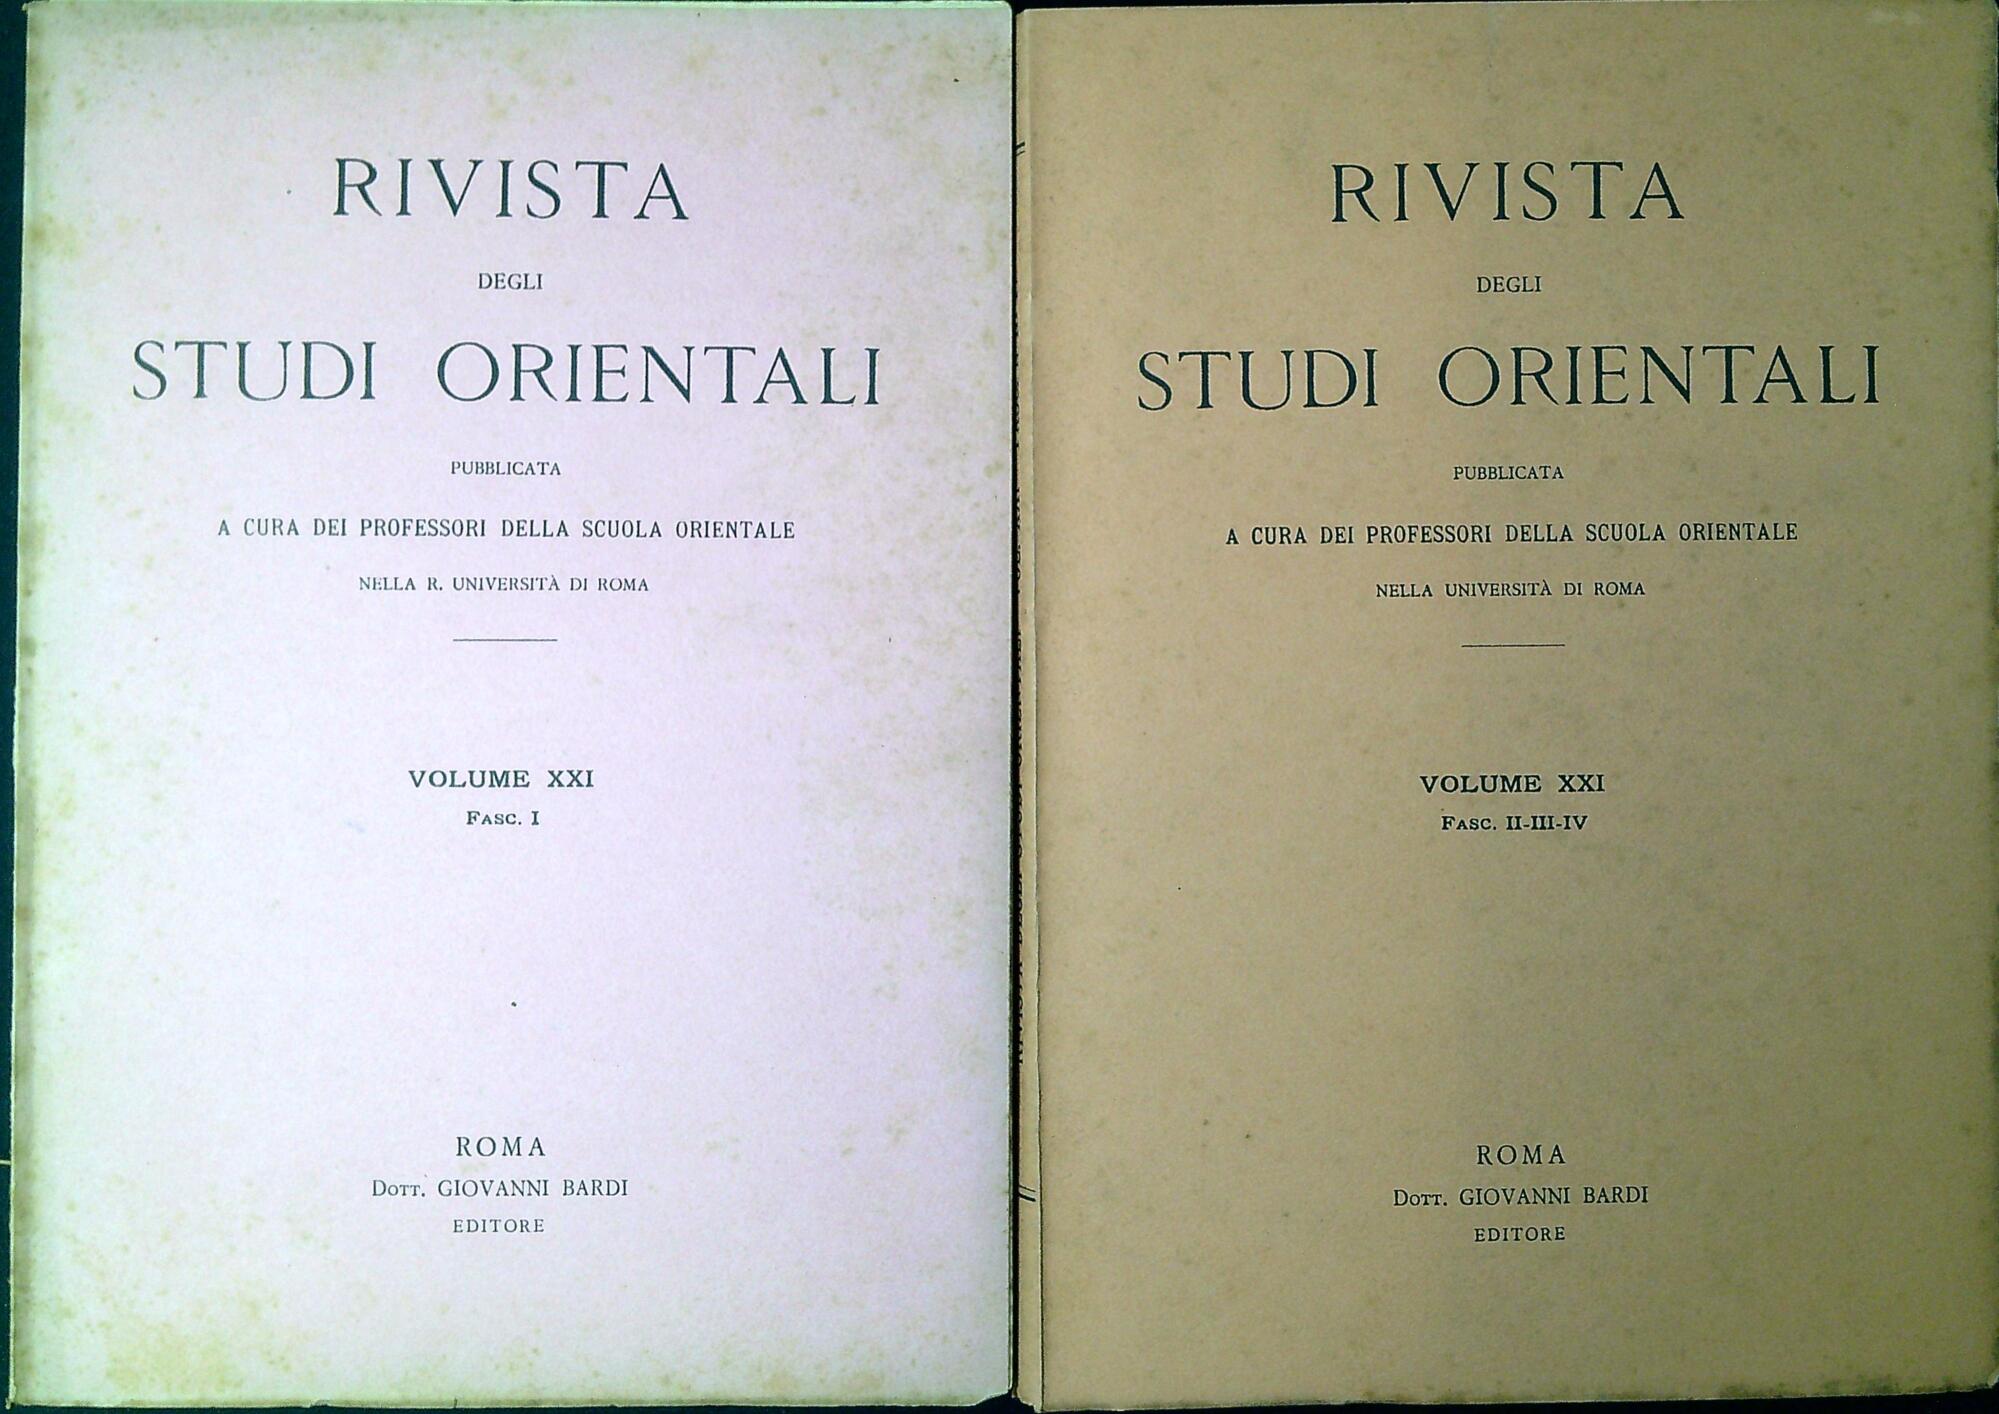 RIVISTA
DEGLI
STUDI ORIENTALI
PUBBLICATA
A CURA DEI PROFESSORI DELLA SCUOLA ORIENTALE
NELLA R. UNIVERSITÀ DI ROMA
VOLUME XXI
FASC. I
ROMA
DOTT. GIOVANNI BARDI
EDITORE
RIVISTA
DEGLI
STUDI ORIENTALI
PUBBLICATA
A CURA DEI PROFESSORI DELLA SCUOLA ORIENTALE
NELLA UNIVERSITÀ DI ROMA
VOLUME XXI
FASC. II-III-IV
ROMA
DOTT. GIOVANNI BARDI
EDITORE